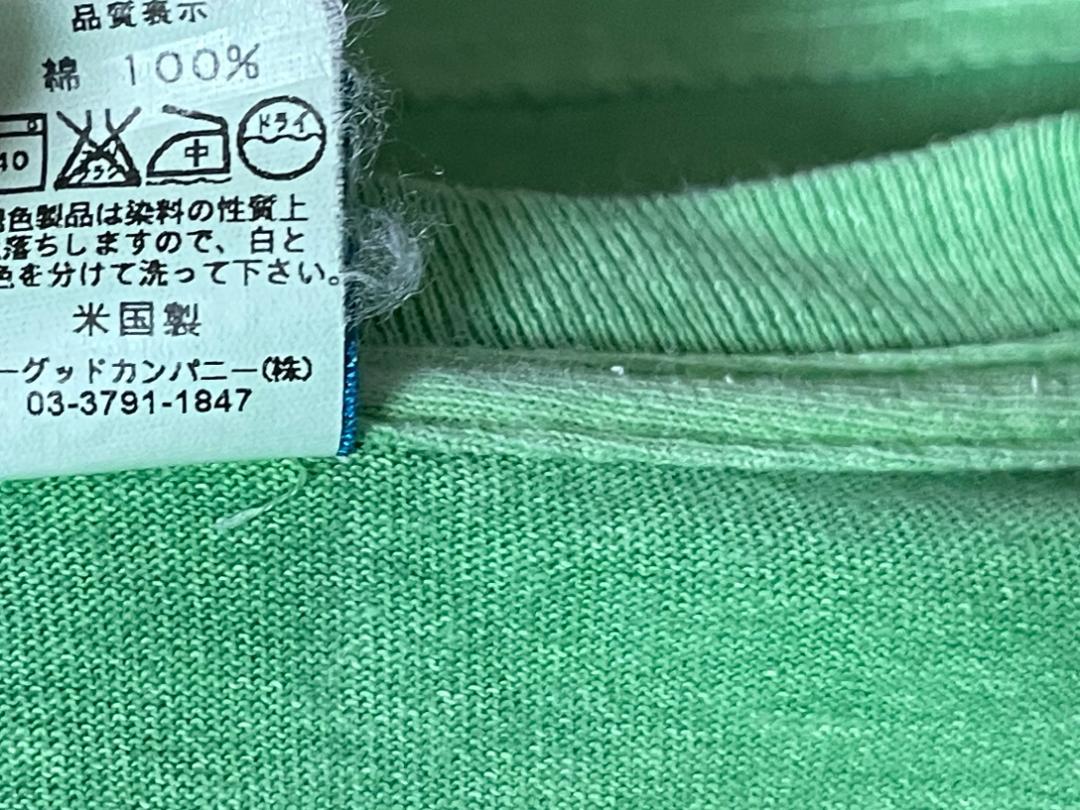 品質表示
綿 100%
40 ドライ 中
色製品は染料の性質上
落ちしますので、白と
色を分けて洗って下さい。
米国製
ーグッドカンパニー(株)
03-3791-1847